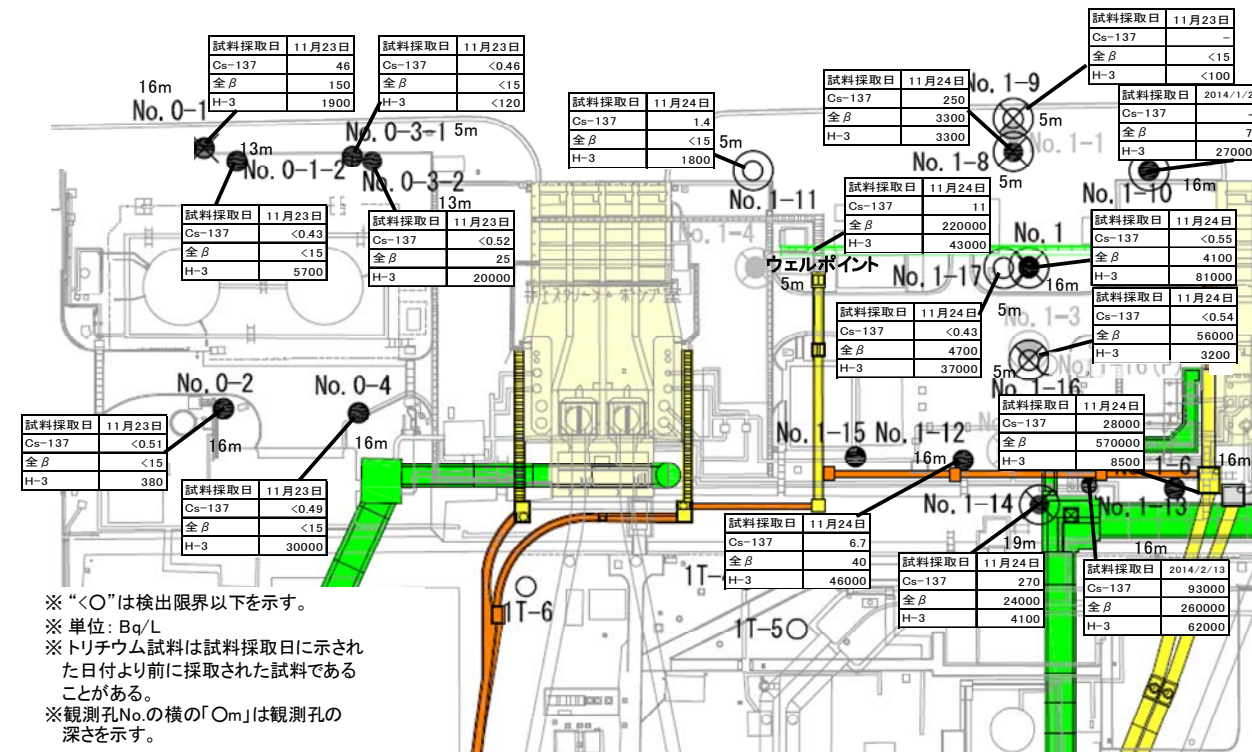 試料採取日 11月23日
Cs-137 46
全β 150
H-3 1900
試料採取日 11月23日
Cs-137 <0.46
全β <15
H-3 <120
試料採取日 11月24日
Cs-137 1.4
全β <15
H-3 1800
試料採取日 11月24日
Cs-137 250
全β 3300
H-3 3300
試料採取日 11月23日
Cs-137 -
全β <15
H-3 <100
試料採取日
Cs-137
全β
H-3 27000
16m
No. 0-1
13m
No. 0-1-2
No. 0-3-1 5m
No. 0-3-2
13m
5m
No. 1-11
No. 1-9
5m
No. 1-8
5m
No. 1-1
No. 1-10
16m
試料採取日 11月23日
Cs-137 <0.43
全β <15
H-3 5700
試料採取日 11月23日
Cs-137 <0.52
全β 25
H-3 20000
試料採取日 11月24日
Cs-137 11
全β 220000
H-3 43000
試料採取日 11月24日
Cs-137 <0.55
全β 4100
H-3 81000
ウェルポイント
5m
No. 1-17
5m
No. 1
16m
No. 1-3
試料採取日 11月24日
Cs-137 <0.43
全β 4700
H-3 37000
試料採取日 11月24日
Cs-137 <0.54
全β 56000
H-3 3200
5m
No. 1-16
No. 0-2
16m
No. 0-4
16m
試料採取日 11月23日
Cs-137 <0.51
全β <15
H-3 380
試料採取日 11月23日
Cs-137 <0.49
全β <15
H-3 30000
試料採取日 11月24日
Cs-137 28000
全β 570000
H-3 8500
No. 1-15
No. 1-12
16m
16m
1-6
No. 1-14
19m
No. 1-13
16m
試料採取日 11月24日
Cs-137 6.7
全β 40
H-3 46000
試料採取日 11月24日
Cs-137 270
全β 24000
H-3 4100
試料採取日 2014/2/13
Cs-137 93000
全β 260000
H-3 62000
1T-6
1T-5
※ “<○”は検出限界以下を示す。
※ 単位: Bq/L
※ トリチウム試料は試料採取日に示され
た日付より前に採取された試料である
ことがある。
※観測孔No.の横の「○m」は観測孔の
深さを示す。